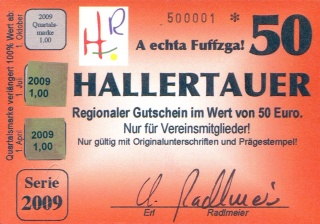 Quartalsmarke verlängert 100% Wert ab:
1. Oktober
1. Juli
1. April
2009
Quartals-
marke
1.00
2009
1,00
2009
1,00
Serie
2009
H.R
500001 *
50
A echta Fuffzga!
HALLERTAUER
Regionaler Gutschein im Wert von 50 Euro.
Nur für Vereinsmitglieder!
Nur gültig mit Originalunterschriften und Prägestempel!
Erl
Radlmeier